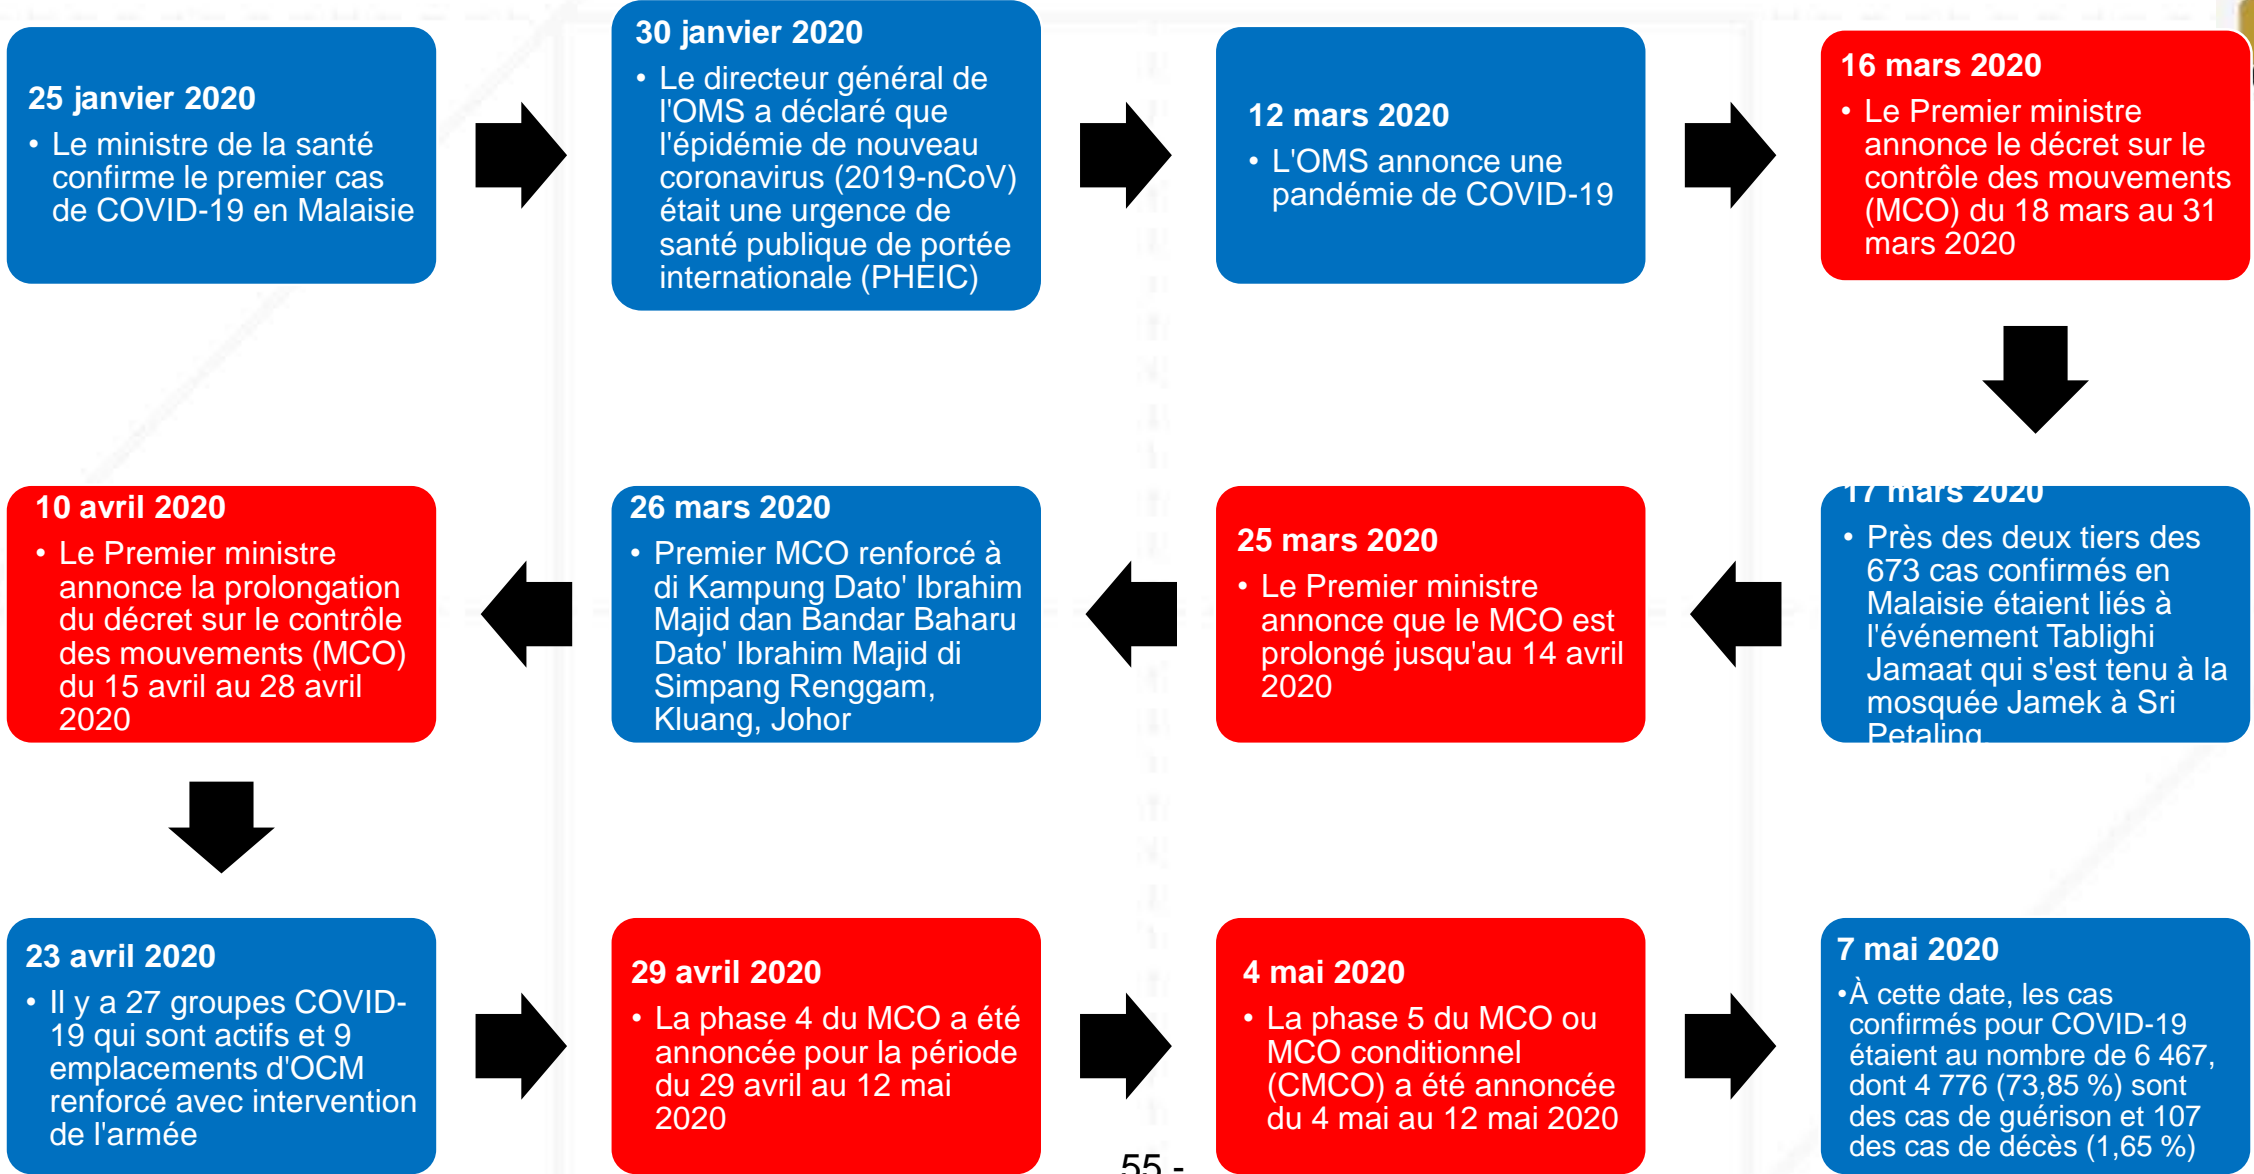 25 janvier 2020
• Le ministre de la santé
confirme le premier cas
de COVID-19 en Malaisie
30 janvier 2020
• Le directeur général de
l'OMS a déclaré que
l'épidémie de nouveau
coronavirus (2019-nCoV)
était une urgence de
santé publique de portée
internationale (PHEIC)
12 mars 2020
• L'OMS annonce une
pandémie de COVID-19
16 mars 2020
• Le Premier ministre
annonce le décret sur le
contrôle des mouvements
(MCO) du 18 mars au 31
mars 2020
17 mars 2020
• Près des deux tiers des
673 cas confirmés en
Malaisie étaient liés à
l'événement Tablighi
Jamaat qui s'est tenu à la
mosquée Jamek à Sri
Petaling
25 mars 2020
• Le Premier ministre
annonce que le MCO est
prolongé jusqu'au 14 avril
2020
26 mars 2020
• Premier MCO renforcé à
di Kampung Dato' Ibrahim
Majid dan Bandar Baharu
Dato' Ibrahim Majid di
Simpang Renggam,
Kluang, Johor
10 avril 2020
• Le Premier ministre
annonce la prolongation
du décret sur le contrôle
des mouvements (MCO)
du 15 avril au 28 avril
2020
23 avril 2020
• Il y a 27 groupes COVID-
19 qui sont actifs et 9
emplacements d'OCM
renforcé avec intervention
de l'armée
29 avril 2020
• La phase 4 du MCO a été
annoncée pour la période
du 29 avril au 12 mai
2020
4 mai 2020
• La phase 5 du MCO ou
MCO conditionnel
(CMCO) a été annoncée
du 4 mai au 12 mai 2020
7 mai 2020
•À cette date, les cas
confirmés pour COVID-19
étaient au nombre de 6 467,
dont 4 776 (73,85 %) sont
des cas de guérison et 107
des cas de décès (1,65 %)
55 -